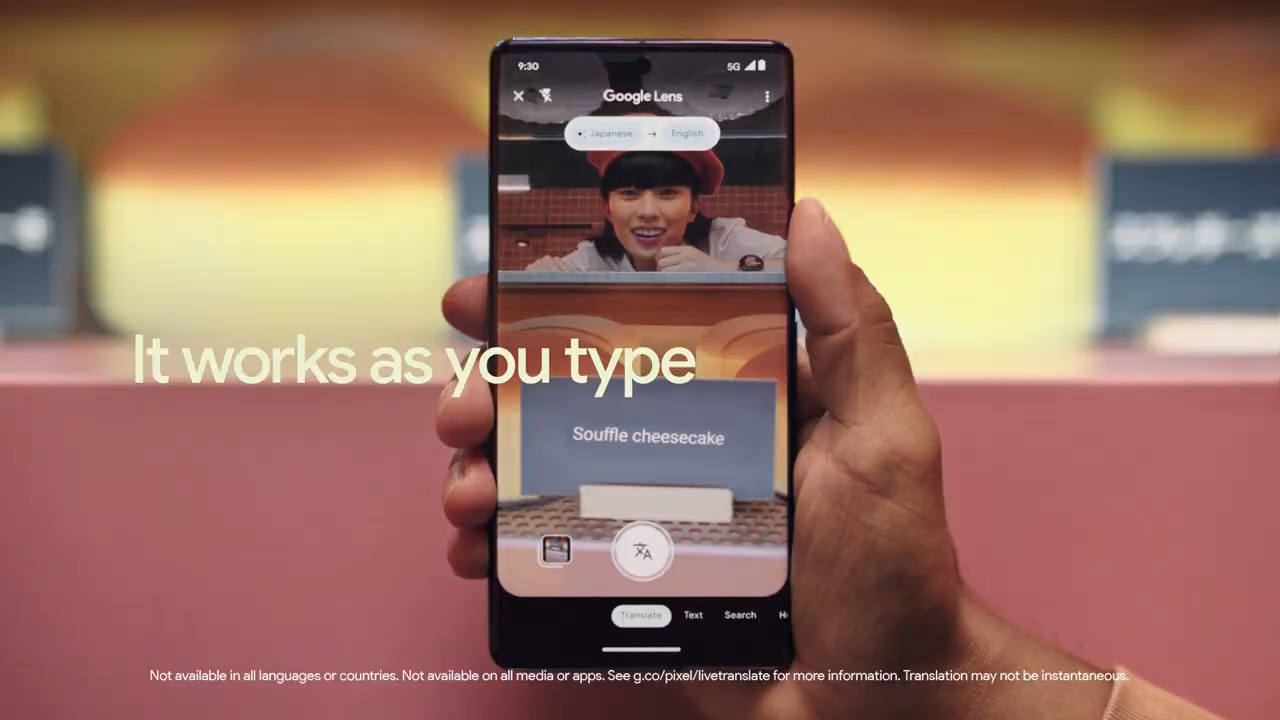 9:30
5G
Google Lens
Japanese → English
It works as you type
Souffle cheesecake
Translate Text Search
Not available in all languages or countries. Not available on all media or apps. See g.co/pixel/livetranslate for more information. Translation may not be instantaneous.